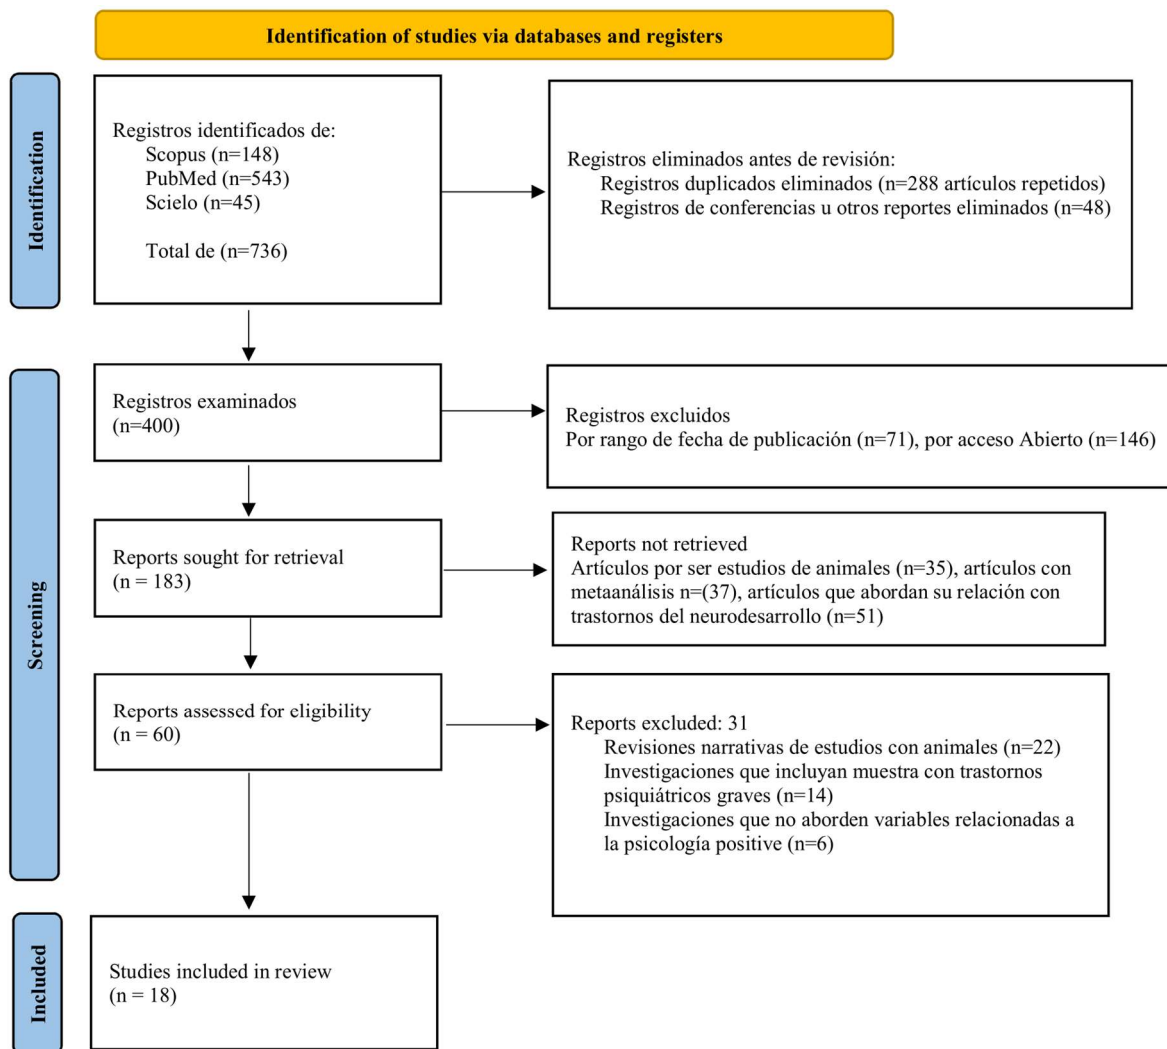 Identification of studies via databases and registers
Identification
Registros identificados de:
Scopus (n=148)
PubMed (n=543)
Scielo (n=45)
Total de (n=736)
Registros eliminados antes de revisión:
Registros duplicados eliminados (n=288 artículos repetidos)
Registros de conferencias u otros reportes eliminados (n=48)
Screening
Registros examinados
(n=400)
Registros excluidos
Por rango de fecha de publicación (n=71), por acceso Abierto (n=146)
Reports sought for retrieval
(n = 183)
Reports not retrieved
Artículos por ser estudios de animales (n=35), artículos con
metaanálisis n=(37), artículos que abordan su relación con
trastornos del neurodesarrollo (n=51)
Reports assessed for eligibility
(n = 60)
Reports excluded: 31
Revisiones narrativas de estudios con animales (n=22)
Investigaciones que incluyan muestra con trastornos
psiquiátricos graves (n=14)
Investigaciones que no aborden variables relacionadas a
la psicología positive (n=6)
Included
Studies included in review
(n = 18)